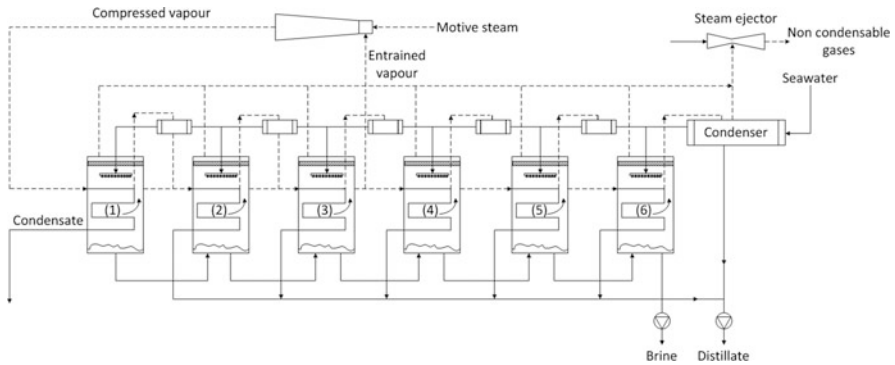 Compressed vapour
Motive steam
Entrained
vapour
Steam ejector
Non condensable
gases
Seawater
Condenser
(1)
(2)
(3)
(4)
(5)
(6)
Condensate
Brine
Distillate